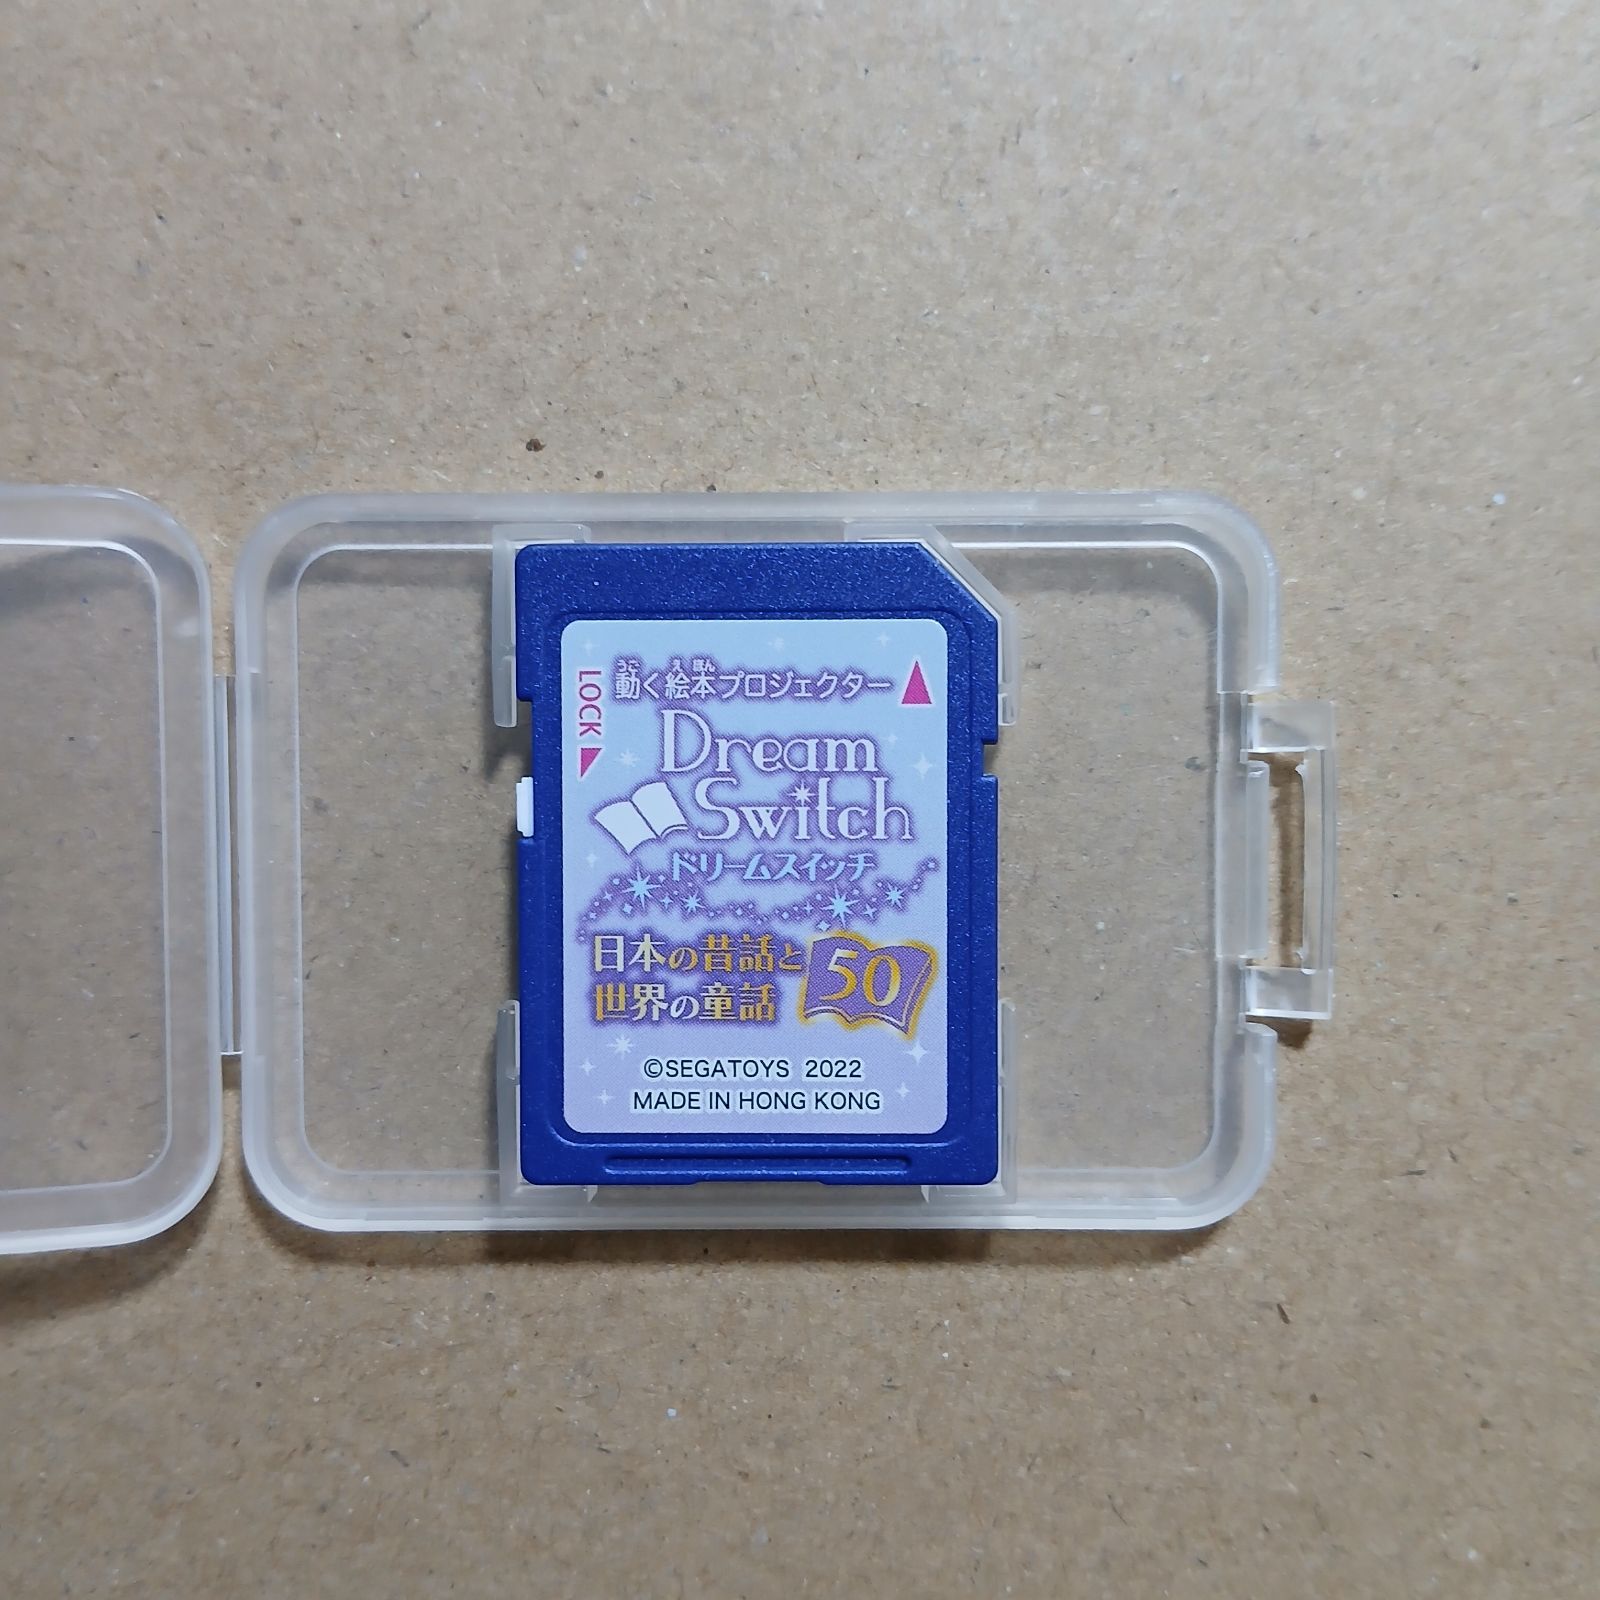 うご え ほん
動く絵本プロジェクター
LOCK
Dream
Switch
ドリームスイッチ
日本の昔話と
世界の童話
50
©SEGATOYS 2022
MADE IN HONG KONG